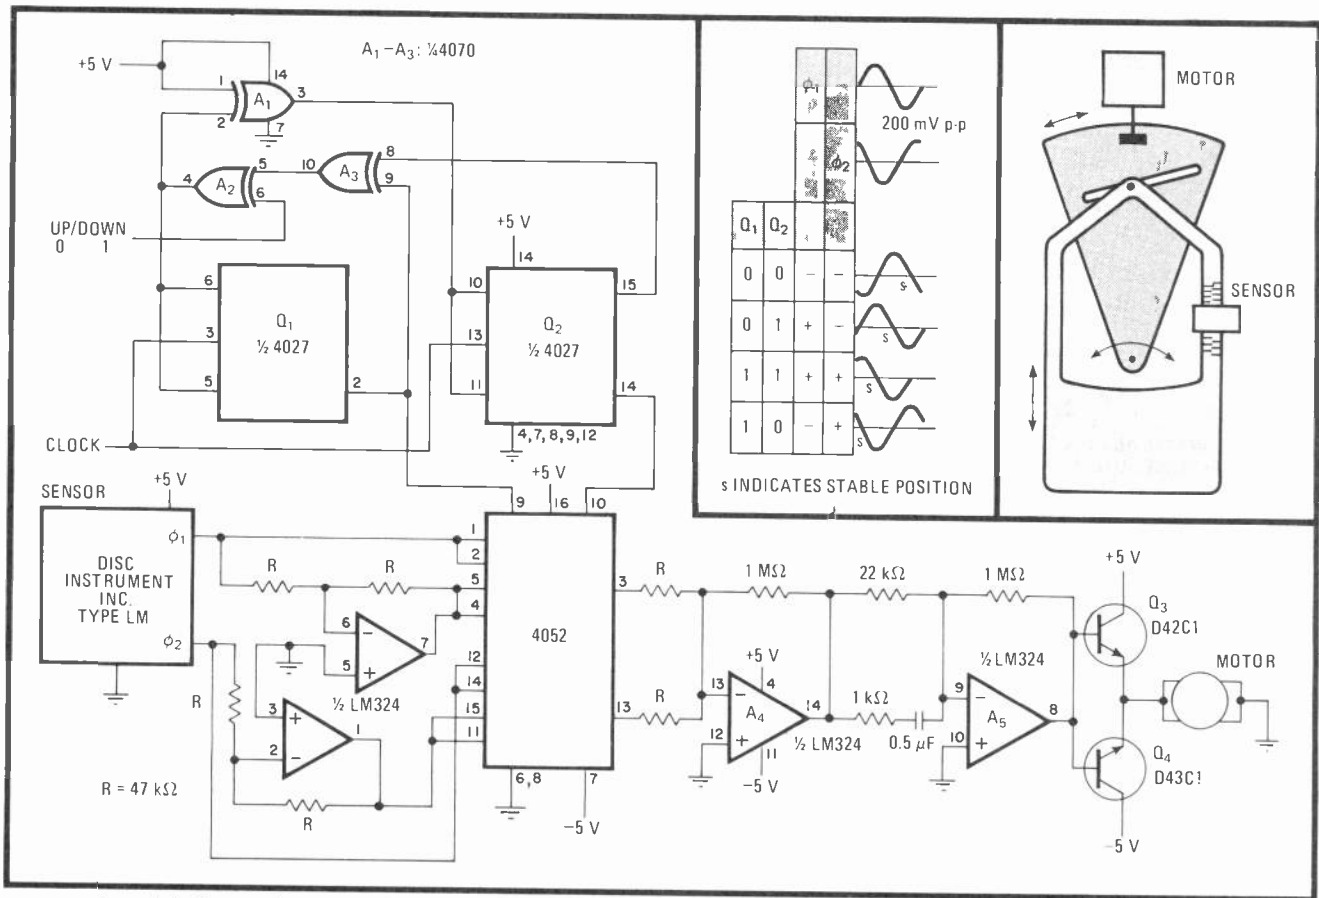 A₁–A₃: ¼4070
+5 V
14
1
A₁
3
2
7
8
10
A₃
9
5
A₂
4
6
UP/DOWN
0 1
6
3
5
Q₁
½ 4027
2
+5 V
14
10
15
13
Q₂
½ 4027
11
14
4,7,8,9,12
CLOCK
+5 V
9
16
10
SENSOR
+5 V
ϕ₁
DISC
INSTRUMENT
INC.
TYPE LM
ϕ₂
R
R
6
–
7
5
+
½ LM324
R
3
+
1
2
–
R
R = 47 kΩ
1
2
5
4
12
14
15
11
4052
3
13
6,8
7
–5 V
R
R
1 MΩ
22 kΩ
1 MΩ
+5 V
4
13
–
A₄
14
12
+
11
–5 V
½ LM324
1 kΩ
0.5 µF
½ LM324
9
–
A₅
8
10
+
+5 V
Q₃
D42C1
MOTOR
Q₄
D43C1
–5 V
ϕ₁
200 mV p-p
ϕ₂
Q₁ Q₂
0 0 – – s
0 1 + – s
1 1 + + s
1 0 – + s
s INDICATES STABLE POSITION
MOTOR
SENSOR